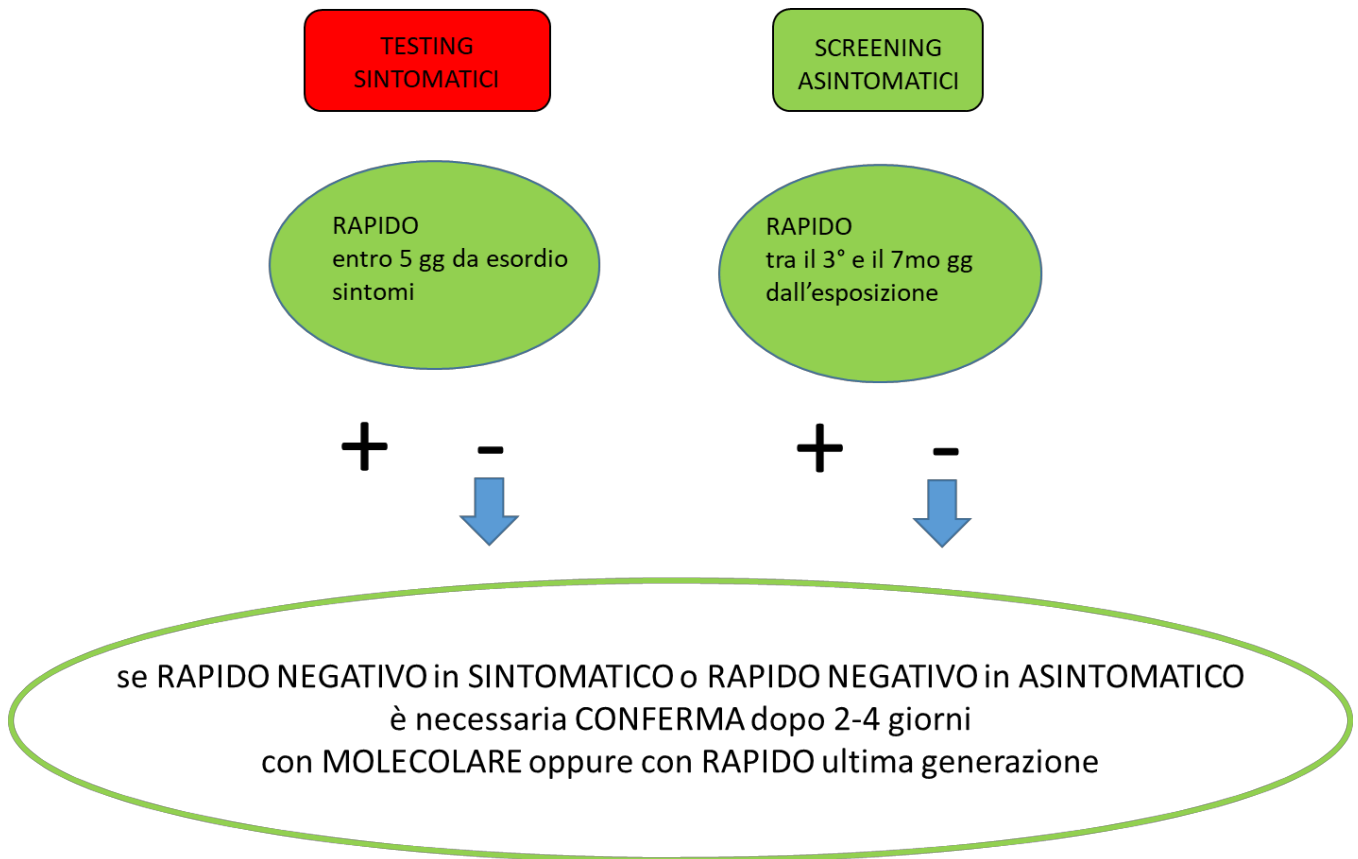 TESTING
SINTOMATICI
SCREENING
ASINTOMATICI
RAPIDO
entro 5 gg da esordio
sintomi
RAPIDO
tra il 3° e il 7mo gg
dall'esposizione
+ -
+ -
se RAPIDO NEGATIVO in SINTOMATICO o RAPIDO NEGATIVO in ASINTOMATICO
è necessaria CONFERMA dopo 2-4 giorni
con MOLECOLARE oppure con RAPIDO ultima generazione